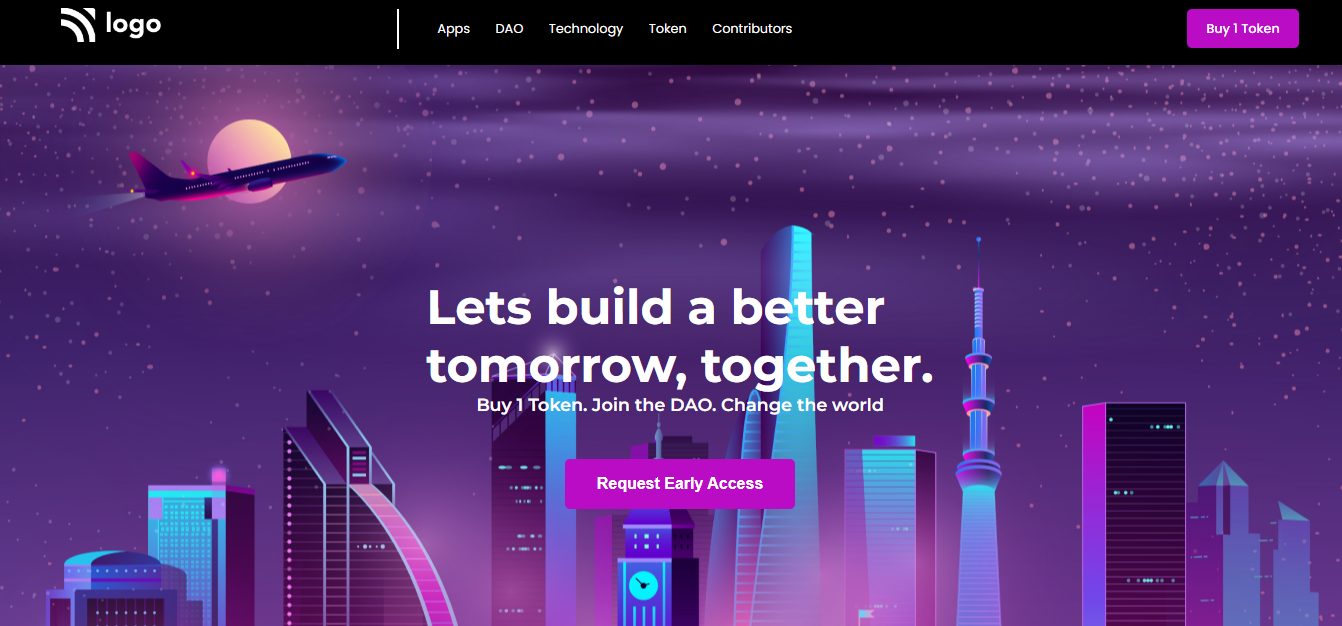 logo
Apps DAO Technology Token Contributors
Buy 1 Token
Lets build a better
tomorrow, together.
Buy 1 Token. Join the DAO. Change the world
Request Early Access